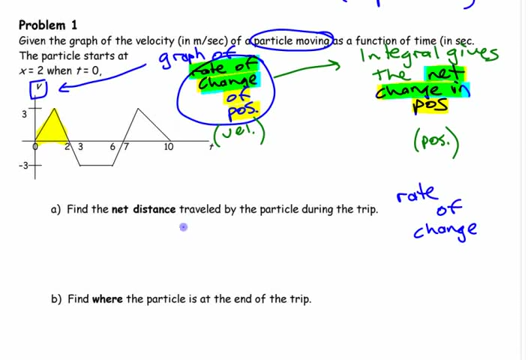 Problem 1
Given the graph of the velocity (in m/sec) of a particle moving as a function of time (in sec.
The particle starts at
x = 2 when t = 0,
graph of
rate of
change
of
pos.
(vel.)
Integral gives
the net
change in
pos
(pos.)
v
3
0 2 3 6 7 10 t
-3
a) Find the net distance traveled by the particle during the trip.
rate
of
change
b) Find where the particle is at the end of the trip.